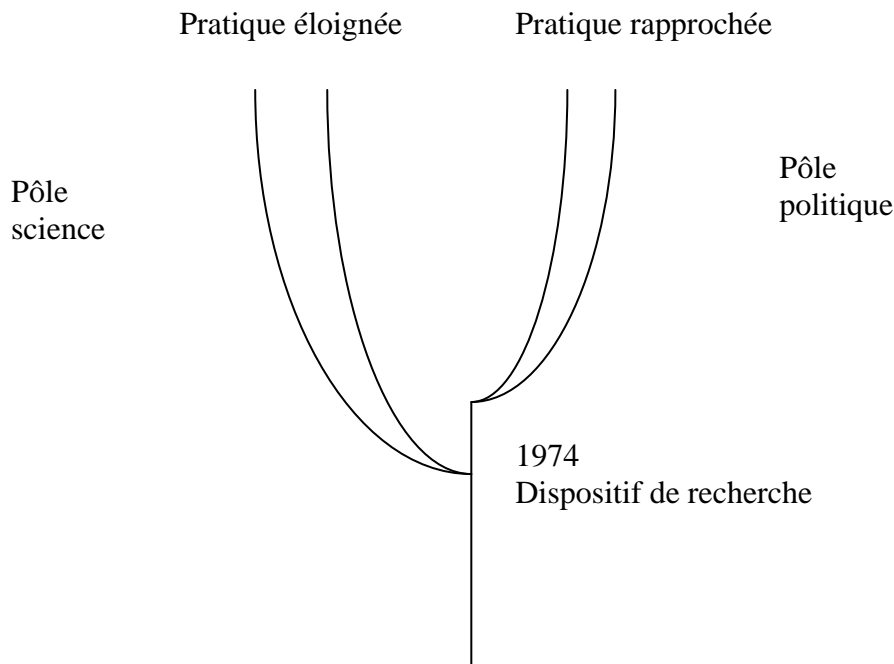 Pratique éloignée
Pratique rapprochée
Pôle
science
Pôle
politique
1974
Dispositif de recherche